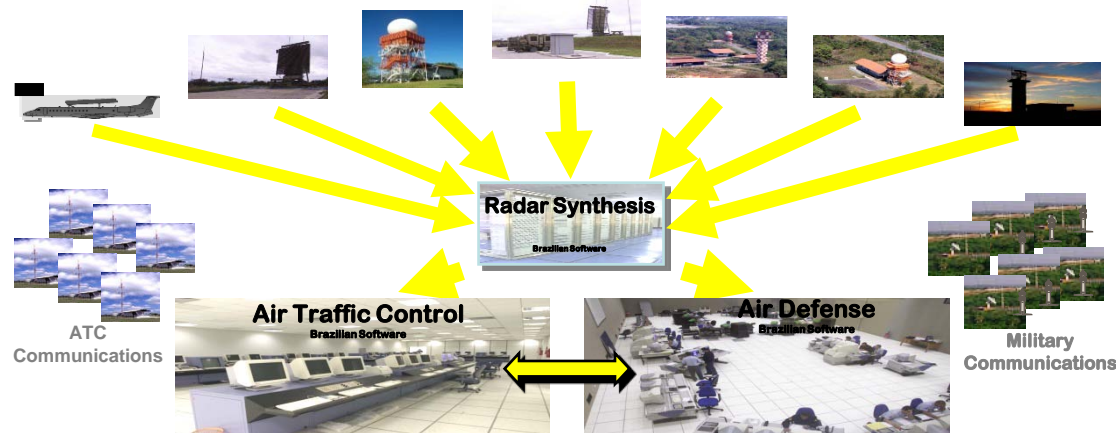 Radar Synthesis
Brazilian Software
Air Traffic Control
Brazilian Software
Air Defense
Brazilian Software
ATC
Communications
Military
Communications